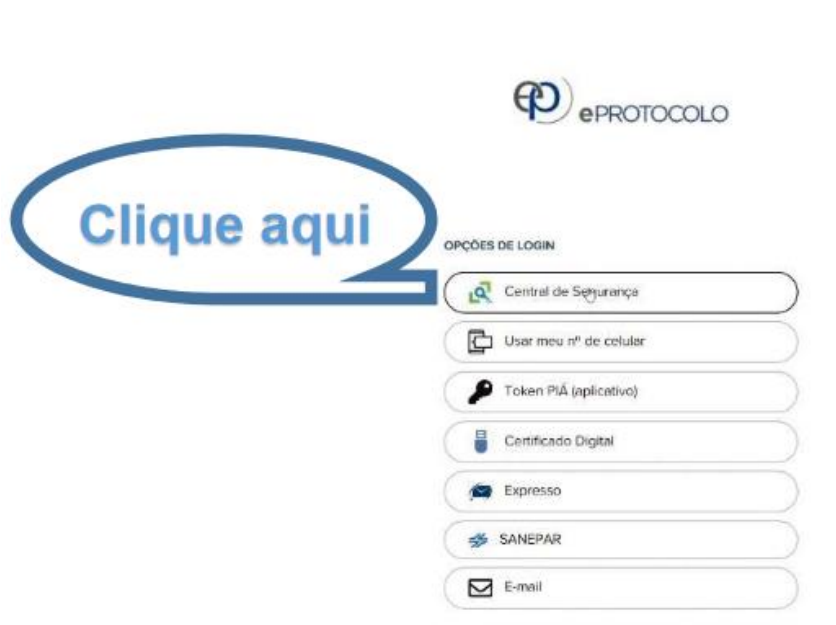 ep ePROTOCOLO
Clique aqui
OPÇÕES DE LOGIN
Central de Segurança
Usar meu nº de celular
Token PIÁ (aplicativo)
Certificado Digital
Expresso
SANEPAR
E-mail